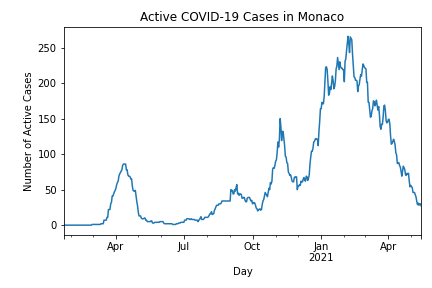 Active COVID-19 Cases in Monaco
Number of Active Cases
250
200
150
100
50
0
Apr
Jul
Oct
Jan
2021
Apr
Day